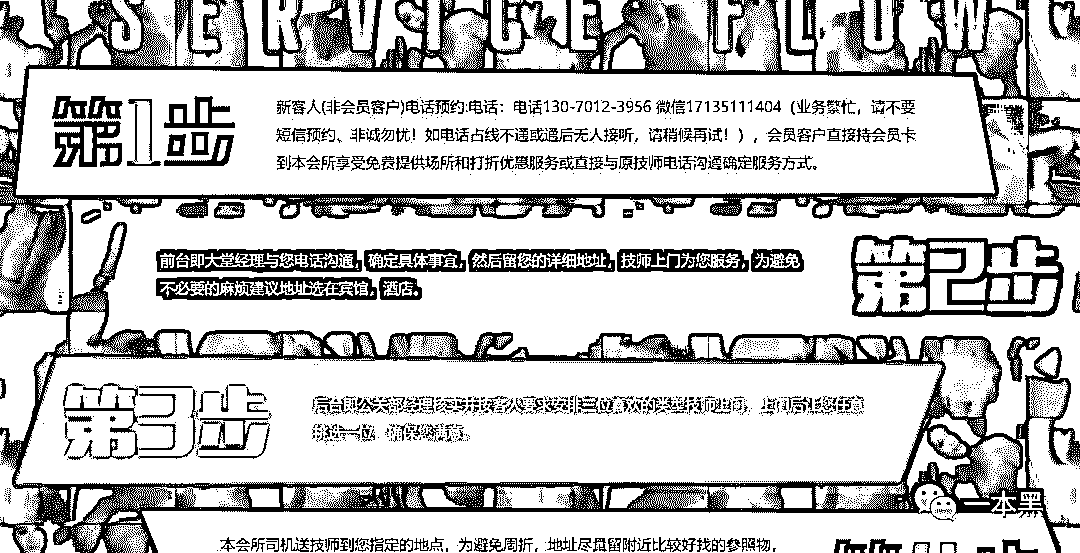 SERVICE FLOW
第1步
新客人(非会员客户)电话预约:电话：电话130-7012-3956 微信17135111404（业务繁忙，请不要
短信预约、非诚勿忧！如电话占线不通或通后无人接听，请稍候再试！），会员客户直接持会员卡
到本会所享受免费提供场所和打折优惠服务或直接与原技师电话沟通确定服务方式。
前台即大堂经理与您电话沟通，确定具体事宜，然后留您的详细地址，技师上门为您服务，为避免
不必要的麻烦建议地址选在宾馆，酒店。
第2步
第3步
后台即公关部经理核实并按客人要求安排三位喜欢的类型技师上门，上门后让您任意
挑选一位，确保您满意。
一本黑
本会所司机送技师到您指定的地点，为避免周折，地址尽量留附近比较好找的参照物，